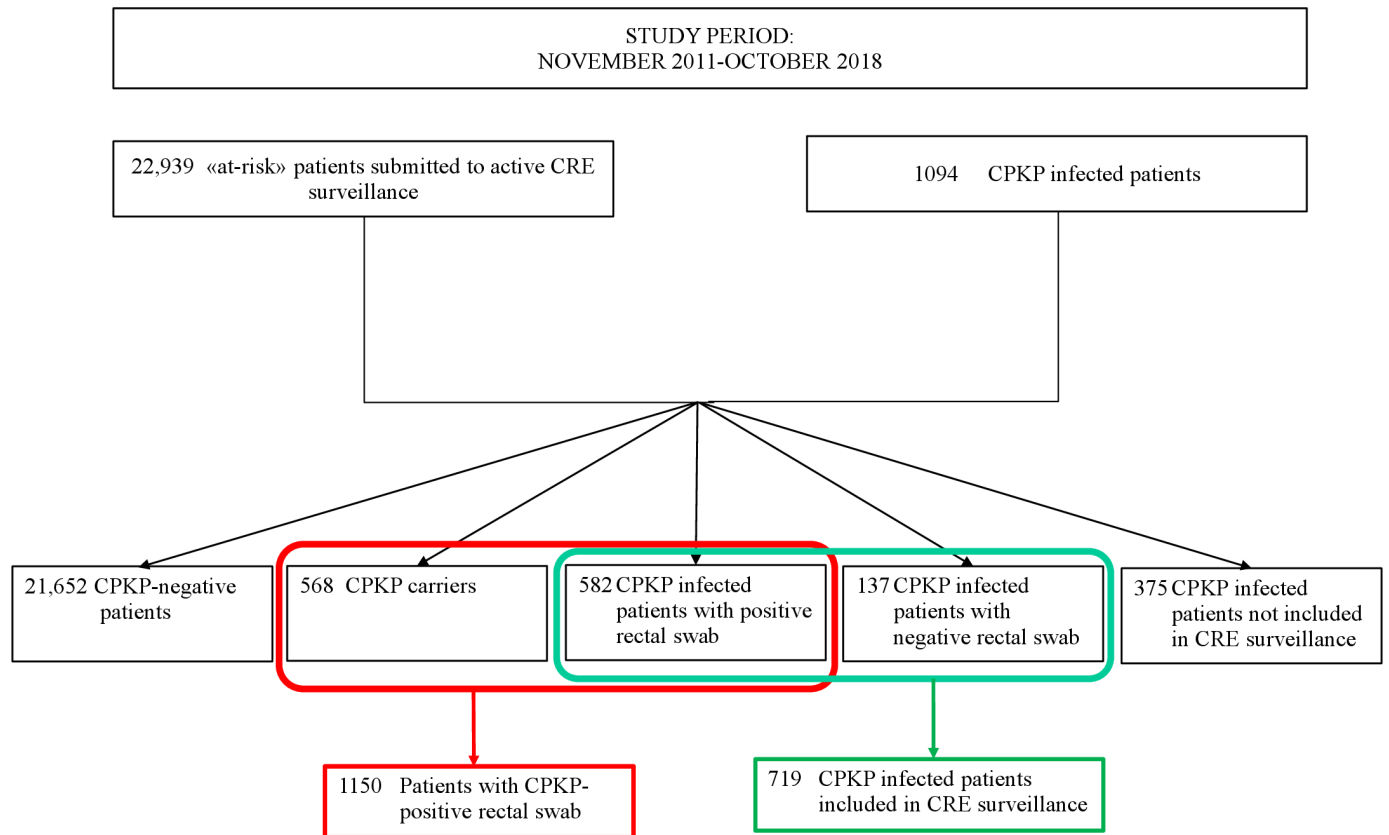 STUDY PERIOD:
NOVEMBER 2011-OCTOBER 2018
22,939 «at-risk» patients submitted to active CRE
surveillance
1094 CPKP infected patients
21,652 CPKP-negative
patients
568 CPKP carriers
582 CPKP infected
patients with positive
rectal swab
137 CPKP infected
patients with
negative rectal swab
375 CPKP infected
patients not included
in CRE surveillance
1150 Patients with CPKP-
positive rectal swab
719 CPKP infected patients
included in CRE surveillance